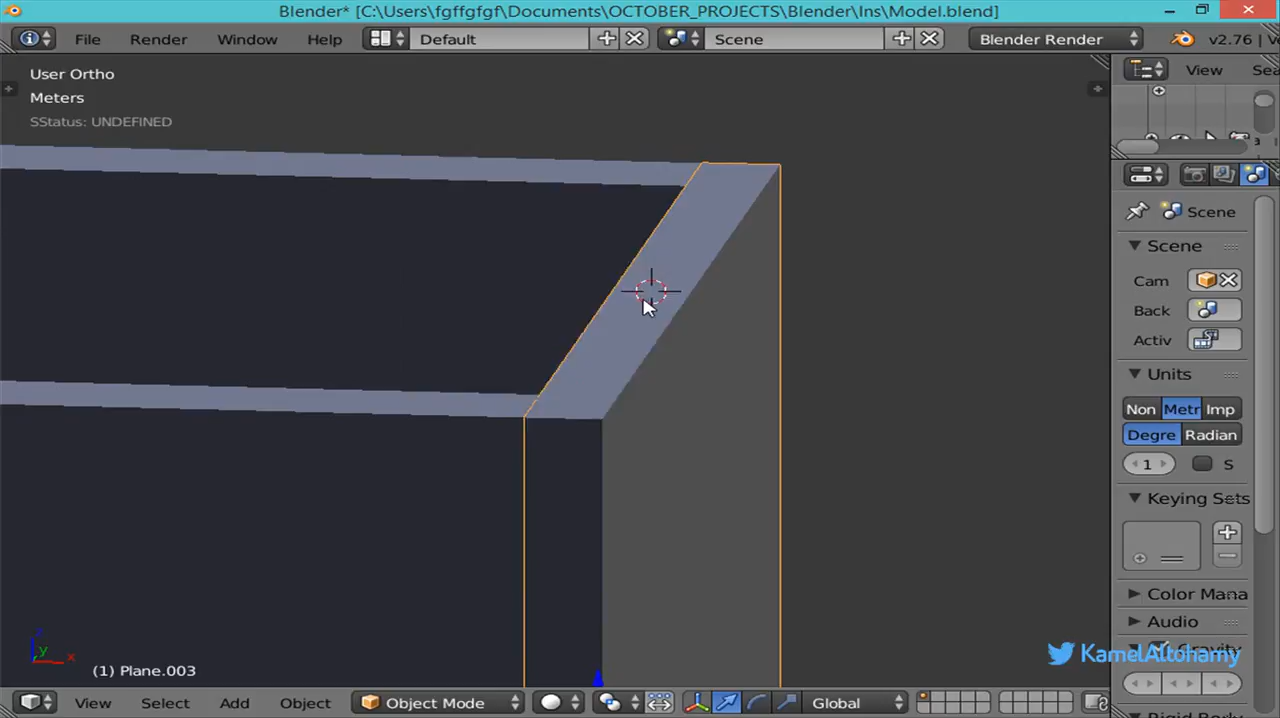 Blender* [C:\Users\fgffgfgf\Documents\OCTOBER_PROJECTS\Blender\Ins\Model.blend]
File Render Window Help Default Scene Blender Render v2.76 |
User Ortho
Meters
SStatus: UNDEFINED
View
Scene
Scene
Cam
Back
Activ
Units
Non Metr Imp
Degre Radian
1 S
Keying Sets
Color Mana
Audio
Gravity
KamelAltohamy
z
y
x
(1) Plane.003
View Select Add Object Object Mode Global